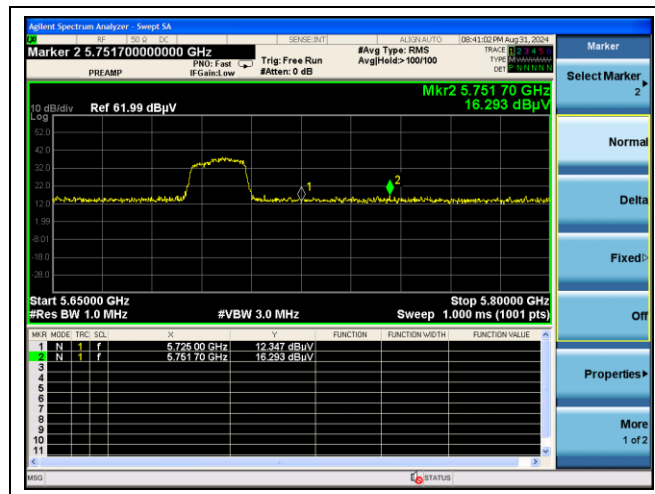 Agilent Spectrum Analyzer - Swept SA
RF 50 Ω DC SENSE:INT ALIGN AUTO 08:41:02 PM Aug 31, 2024
Marker 2 5.751700000000 GHz
PREAMP
PNO: Fast
IFGain:Low
Trig: Free Run
#Atten: 0 dB
#Avg Type: RMS
Avg|Hold:> 100/100
TRACE 1 2 3 4 5 6
TYPE M
DET P N N N N N
Mkr2 5.751 70 GHz
16.293 dBµV
10 dB/div Ref 61.99 dBµV
Log
52.0
42.0
32.0
22.0
12.0
1.99
-8.01
-18.0
-28.0
1
2
Start 5.65000 GHz Stop 5.80000 GHz
#Res BW 1.0 MHz #VBW 3.0 MHz Sweep 1.000 ms (1001 pts)
MKR MODE TRC SCL X Y FUNCTION FUNCTION WIDTH FUNCTION VALUE
1 N 1 f 5.725 00 GHz 12.347 dBµV
2 N 1 f 5.751 70 GHz 16.293 dBµV
3
4
5
6
7
8
9
10
11
MSG STATUS
Marker
Select Marker
2
Normal
Delta
Fixed
Off
Properties
More
1 of 2